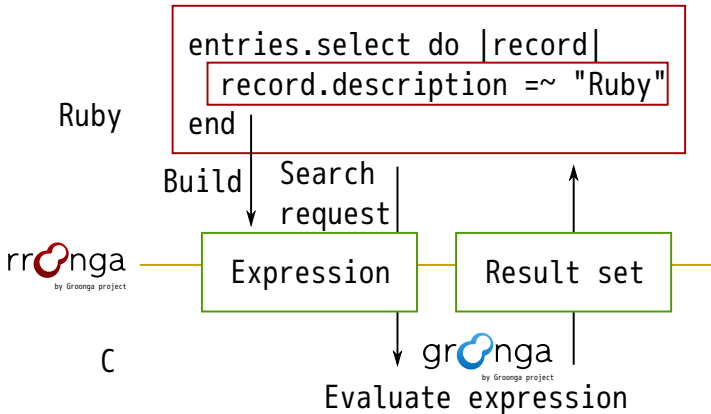 entries.select do |record|
record.description =~ "Ruby"
end
Ruby
Build
Search
request
rroonga
by Groonga project
Expression
Result set
C
groonga
by Groonga project
Evaluate expression